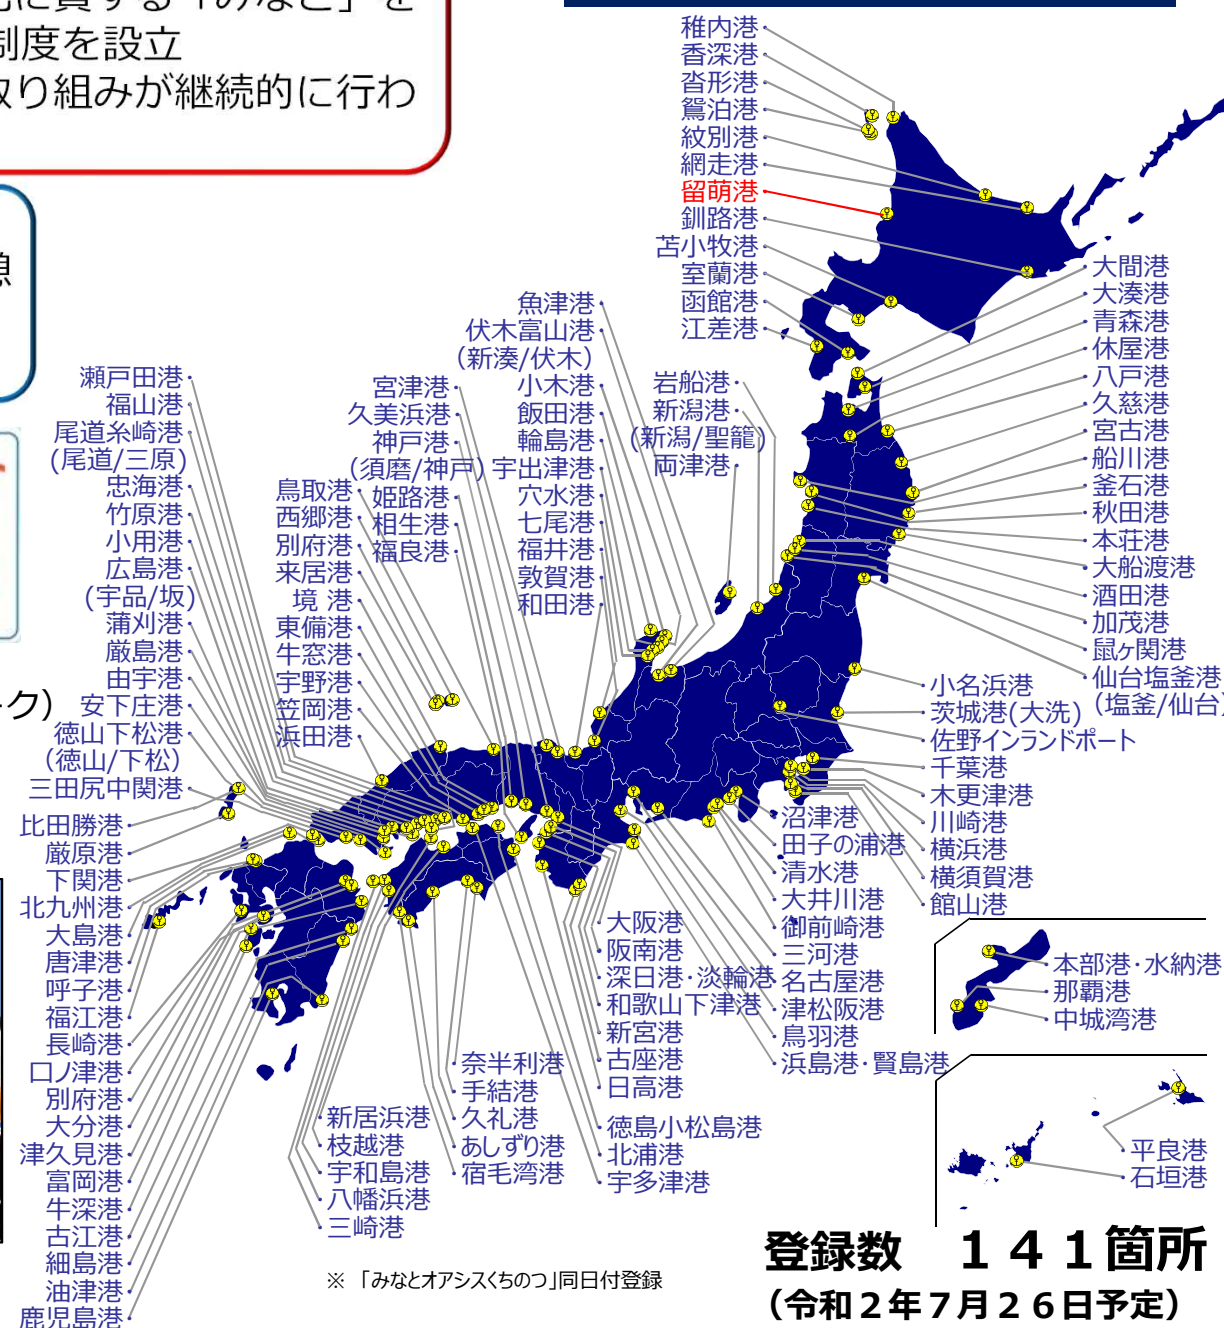 に資する「みなと」を
制度を設立
取り組みが継続的に行わ
稚内港
香深港
沓形港
鴛泊港
紋別港
網走港
留萌港
釧路港
苫小牧港
室蘭港
函館港
江差港
大間港
大湊港
青森港
休屋港
八戸港
久慈港
宮古港
船川港
釜石港
秋田港
本荘港
大船渡港
酒田港
加茂港
鼠ヶ関港
仙台塩釜港
(塩釜/仙台)
魚津港
伏木富山港
(新湊/伏木)
小木港
飯田港
輪島港
宇出津港
穴水港
七尾港
福井港
敦賀港
和田港
岩船港
新潟港
(新潟/聖籠)
両津港
宮津港
久美浜港
神戸港
(須磨/神戸)
姫路港
相生港
福良港
鳥取港
西郷港
別府港
来居港
境 港
東備港
牛窓港
宇野港
笠岡港
浜田港
瀬戸田港
福山港
尾道糸崎港
(尾道/三原)
忠海港
竹原港
小用港
広島港
(宇品/坂)
蒲刈港
厳島港
由宇港
ーク)
安下庄港
徳山下松港
(徳山/下松)
三田尻中関港
比田勝港
厳原港
下関港
北九州港
大島港
唐津港
呼子港
福江港
長崎港
口ノ津港
別府港
大分港
津久見港
富岡港
牛深港
古江港
細島港
油津港
鹿児島港
小名浜港
茨城港(大洗)
佐野インランドポート
千葉港
木更津港
川崎港
横浜港
横須賀港
館山港
沼津港
田子の浦港
清水港
大井川港
御前崎港
三河港
名古屋港
津松阪港
鳥羽港
浜島港・賢島港
大阪港
阪南港
深日港・淡輪港
和歌山下津港
新宮港
古座港
日高港
徳島小松島港
北浦港
宇多津港
奈半利港
手結港
久礼港
あしずり港
宿毛湾港
新居浜港
枝越港
宇和島港
八幡浜港
三崎港
本部港・水納港
那覇港
中城湾港
平良港
石垣港
※ 「みなとオアシスくちのつ」同日付登録
登録数 141箇所
(令和2年7月26日予定)